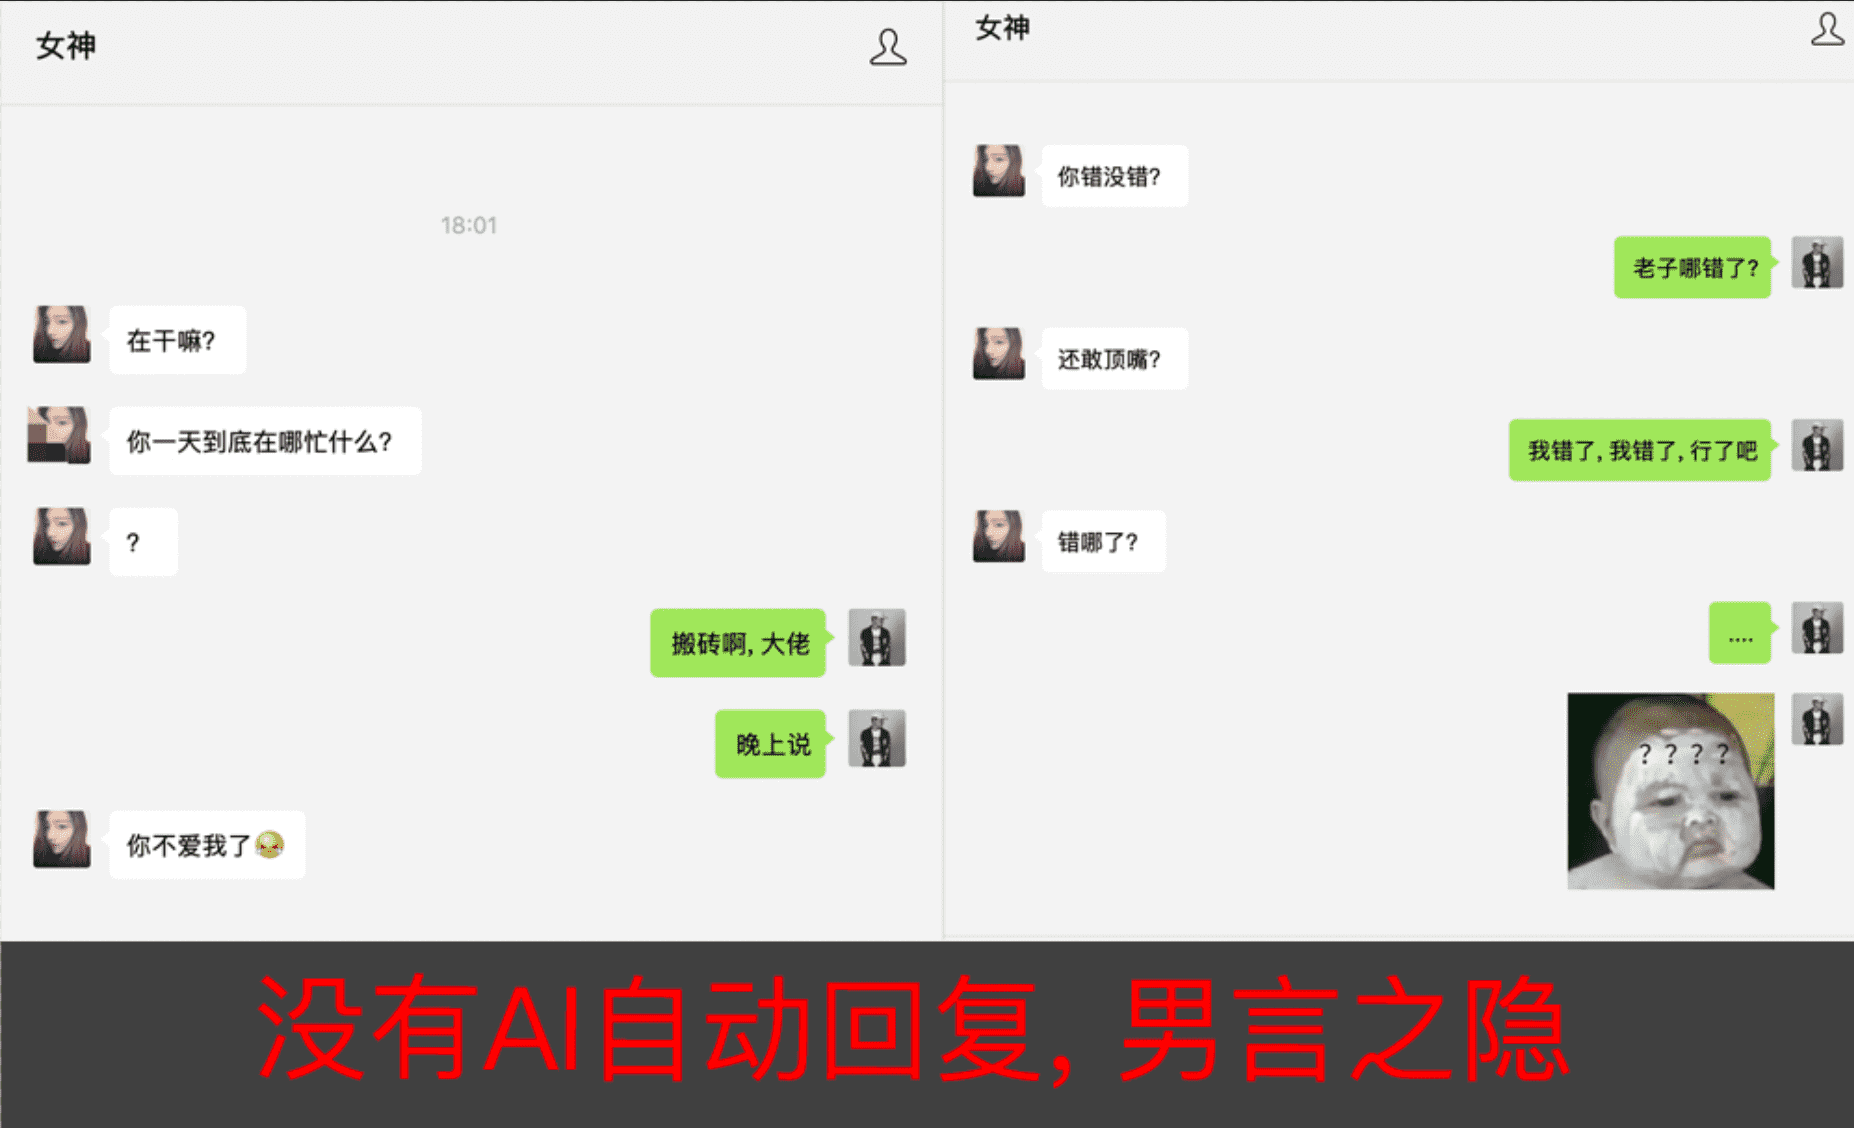 女神
18:01
在干嘛?
你一天到底在哪忙什么?
?
搬砖啊, 大佬
晚上说
你不爱我了
女神
你错没错?
老子哪错了?
还敢顶嘴?
我错了, 我错了, 行了吧
错哪了?
....
? ? ? ?
没有AI自动回复, 男言之隐